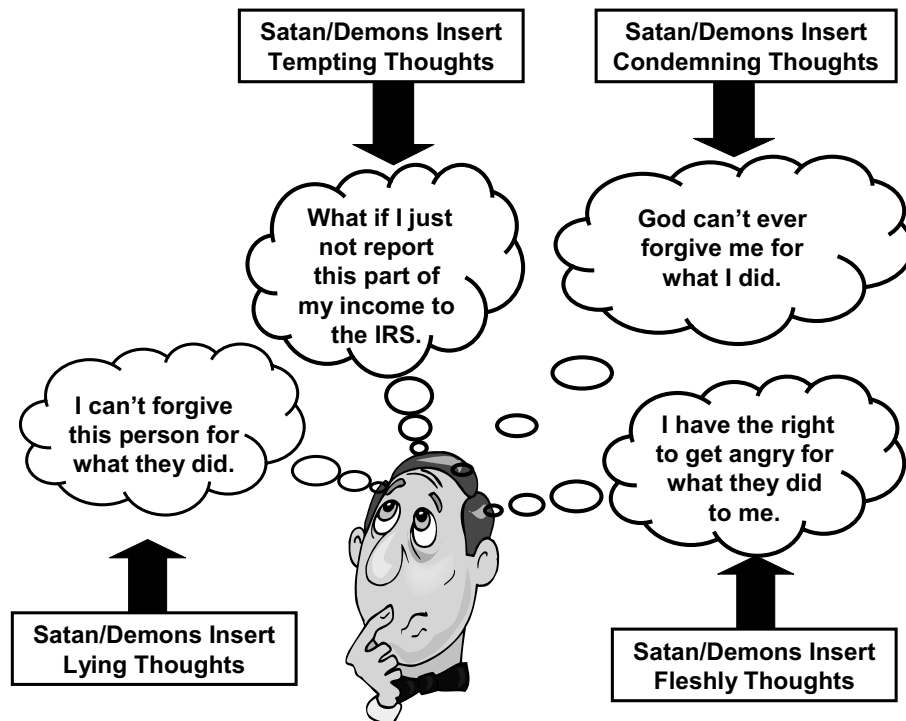 Satan/Demons Insert
Tempting Thoughts
Satan/Demons Insert
Condemning Thoughts
What if I just
not report
this part of
my income to
the IRS.
God can’t ever
forgive me for
what I did.
I can’t forgive
this person for
what they did.
I have the right
to get angry for
what they did
to me.
Satan/Demons Insert
Lying Thoughts
Satan/Demons Insert
Fleshly Thoughts